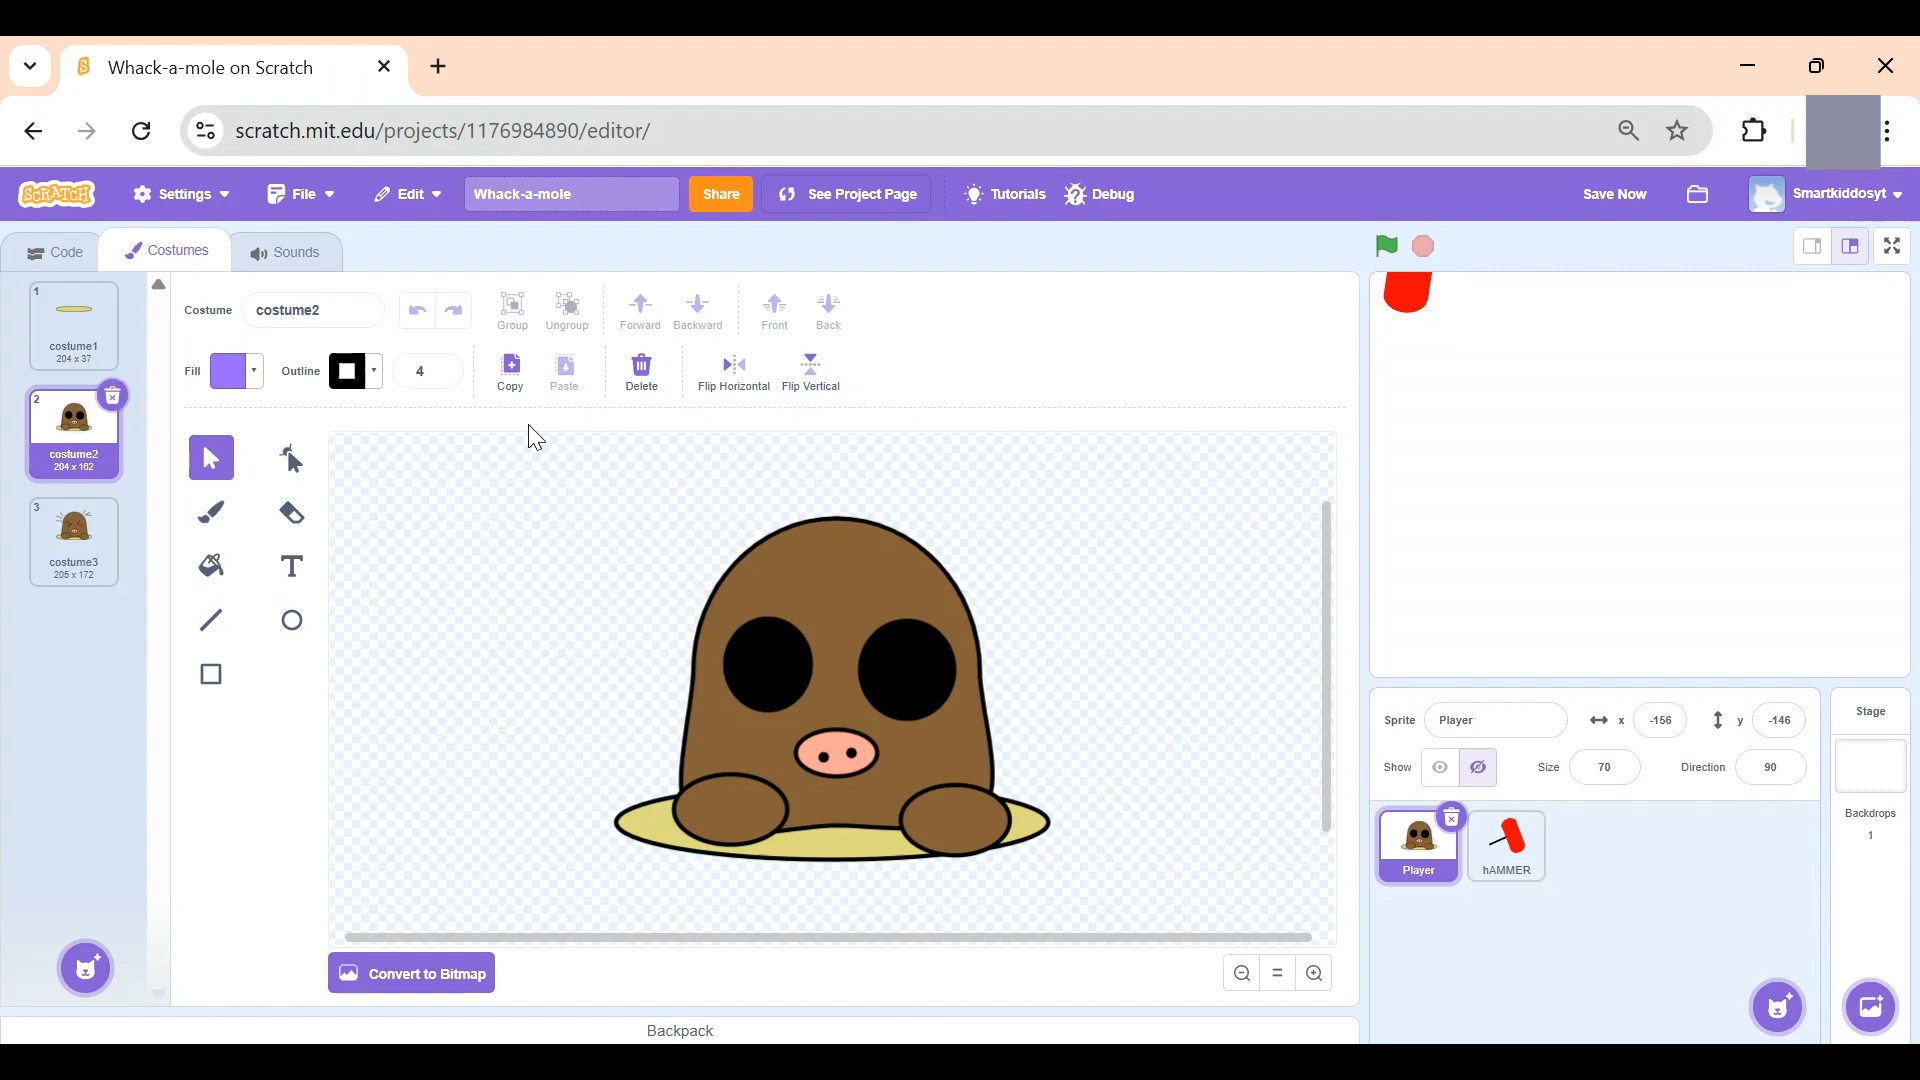 Whack-a-mole on Scratch
scratch.mit.edu/projects/1176984890/editor/
SCRATCH
Settings
File
Edit
Whack-a-mole
Share
See Project Page
Tutorials
Debug
Save Now
Smartkiddosyt
Code
Costumes
Sounds
1
costume1
204 x 37
2
costume2
204 x 162
3
costume3
205 x 172
Costume
costume2
Group
Ungroup
Forward
Backward
Front
Back
Fill
Outline
4
Copy
Paste
Delete
Flip Horizontal
Flip Vertical
T
Convert to Bitmap
Backpack
Sprite
Player
x
-156
y
-146
Show
Size
70
Direction
90
Player
hAMMER
Stage
Backdrops
1